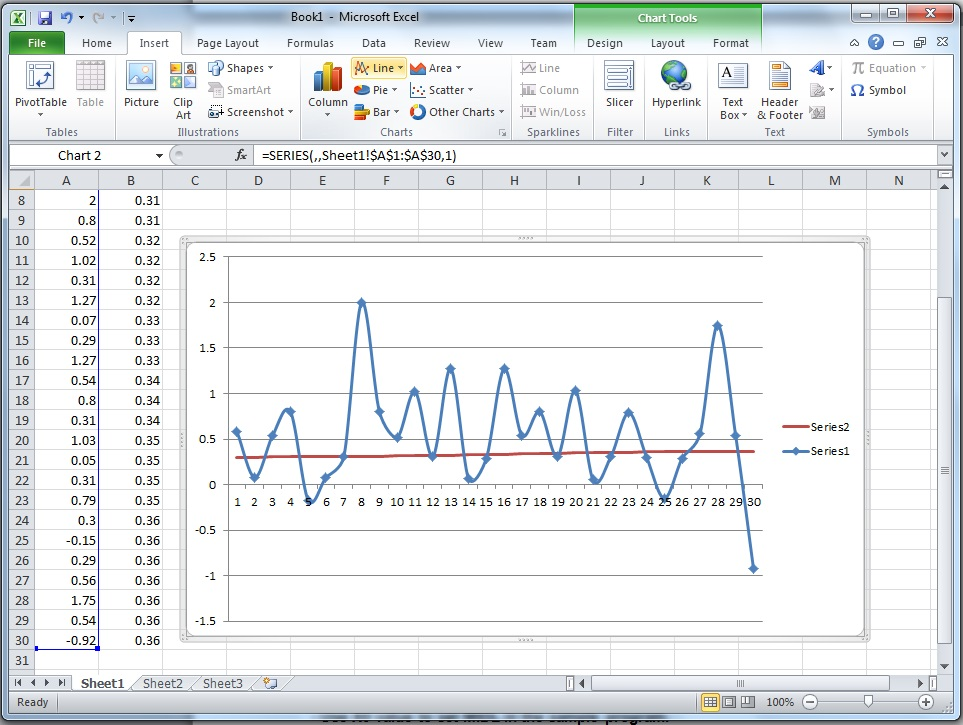 Book1 - Microsoft Excel
Chart Tools
File Home Insert Page Layout Formulas Data Review View Team Design Layout Format
PivotTable Table Picture Clip Art Shapes SmartArt Screenshot Column Line Pie Bar Area Scatter Other Charts Line Column Win/Loss Slicer Hyperlink Text Box Header & Footer Equation Symbol
Tables Illustrations Charts Sparklines Filter Links Text Symbols
Chart 2 fx =SERIES(,,Sheet1!$A$1:$A$30,1)
A B C D E F G H I J K L M N
8 2 0.31
9 0.8 0.31
10 0.52 0.32
11 1.02 0.32
12 0.31 0.32
13 1.27 0.32
14 0.07 0.33
15 0.29 0.33
16 1.27 0.33
17 0.54 0.34
18 0.8 0.34
19 0.31 0.34
20 1.03 0.35
21 0.05 0.35
22 0.31 0.35
23 0.79 0.35
24 0.3 0.36
25 -0.15 0.36
26 0.29 0.36
27 0.56 0.36
28 1.75 0.36
29 0.54 0.36
30 -0.92 0.36
31
2.5
2
1.5
1
0.5
0
-0.5
-1
-1.5
1 2 3 4 5 6 7 8 9 10 11 12 13 14 15 16 17 18 19 20 21 22 23 24 25 26 27 28 29 30
Series2
Series1
Sheet1 Sheet2 Sheet3
Ready 100%